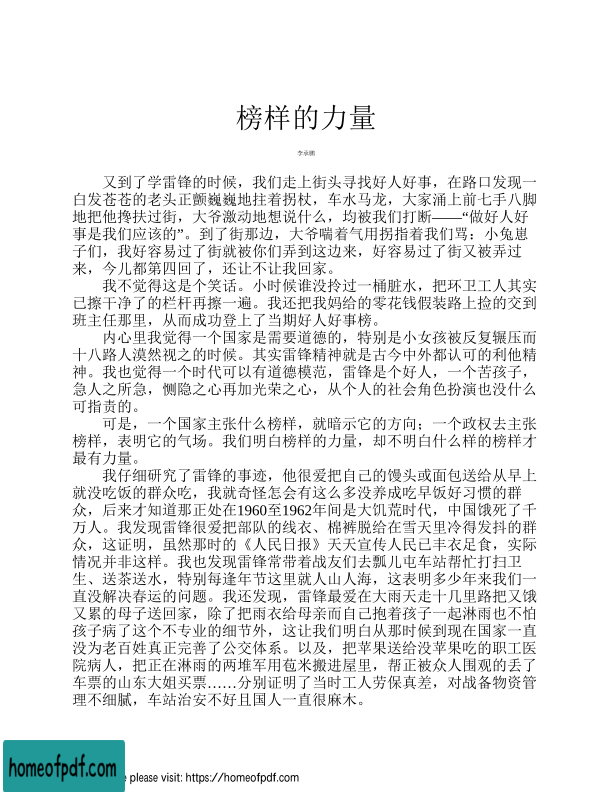 榜样的力量
李承鹏
又到了学雷锋的时候，我们走上街头寻找好人好事，在路口发现一
白发苍苍的老头正颤巍巍地拄着拐杖，车水马龙，大家涌上前七手八脚
地把他搀扶过街，大爷激动地想说什么，均被我们打断——“做好人好
事是我们应该的”。到了街那边，大爷喘着气用拐指着我们骂：小兔崽
子们，我好容易过了街就被你们弄到这边来，好容易过了街又被弄过
来，今儿都第四回了，还让不让我回家。
我不觉得这是个笑话。小时候谁没拎过一桶脏水，把环卫工人其实
已擦干净了的栏杆再擦一遍。我还把我妈给的零花钱假装路上捡的交到
班主任那里，从而成功登上了当期好人好事榜。
内心里我觉得一个国家是需要道德的，特别是小女孩被反复辗压而
十八路人漠然视之的时候。其实雷锋精神就是古今中外都认可的利他精
神。我也觉得一个时代可以有道德模范，雷锋是个好人，一个苦孩子，
急人之所急，恻隐之心再加光荣之心，从个人的社会角色扮演也没什么
可指责的。
可是，一个国家主张什么榜样，就暗示它的方向；一个政权去主张
榜样，表明它的气场。我们明白榜样的力量，却不明白什么样的榜样才
最有力量。
我仔细研究了雷锋的事迹，他很爱把自己的馒头或面包送给从早上
就没吃饭的群众吃，我就奇怪怎会有这么多没养成吃早饭好习惯的群
众，后来才知道那正处在1960至1962年间是大饥荒时代，中国饿死了千
万人。我发现雷锋很爱把部队的线衣、棉裤脱给在雪天里冷得发抖的群
众，这证明，虽然那时的《人民日报》天天宣传人民已丰衣足食，实际
情况并非这样。我也发现雷锋常带着战友们去瓢儿屯车站帮忙打扫卫
生、送茶送水，特别每逢年节这里就人山人海，这表明多少年来我们一
直没解决春运的问题。我还发现，雷锋最爱在大雨天走十几里路把又饿
又累的母子送回家，除了把雨衣给母亲而自己抱着孩子一起淋雨也不怕
孩子病了这个不专业的细节外，这让我们明白从那时候到现在国家一直
没为老百姓真正完善了公交体系。以及，把苹果送给没苹果吃的职工医
院病人，把正在淋雨的两堆军用苞米搬进屋里，帮正被众人围观的丢了
车票的山东大姐买票……分别证明了当时工人劳保真差，对战备物资管
理不细腻，车站治安不好且国人一直很麻木。
homeofpdf.com
e please visit: https://homeofpdf.com